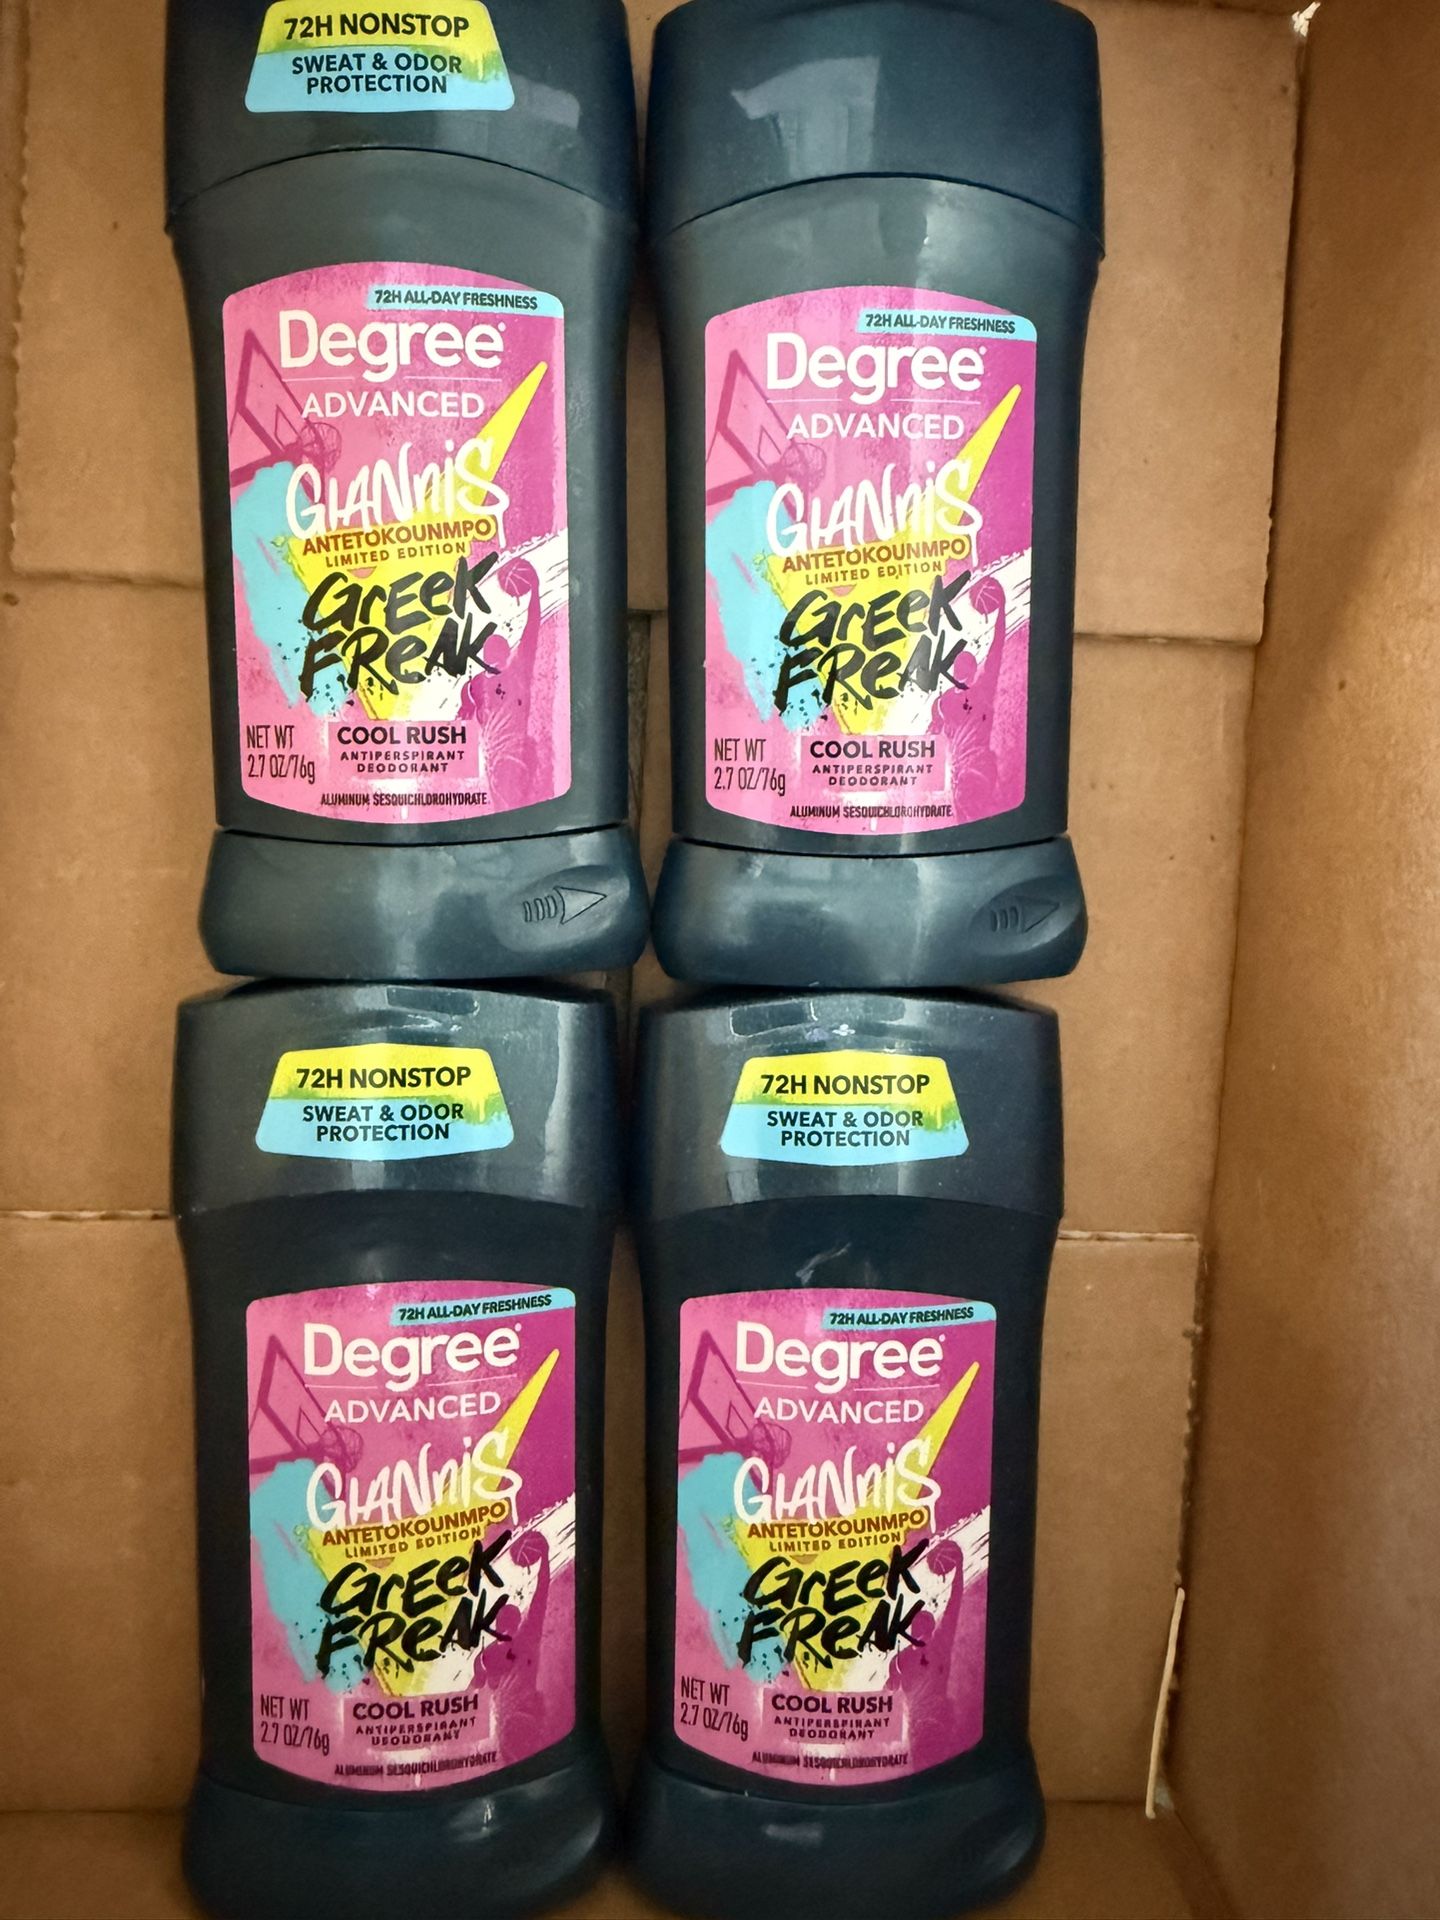 72H NONSTOP
SWEAT & ODOR
PROTECTION
72H ALL-DAY FRESHNESS
Degree
ADVANCED
GIANniS
ANTETOKOUNMPO
LIMITED EDITION
GrEEK
FReAK
NET WT
2.7 OZ/76g
COOL RUSH
ANTIPERSPIRANT
DEODORANT
ALUMINUM SESQUICHLOROHYDRATE
72H ALL-DAY FRESHNESS
Degree
ADVANCED
GIANniS
ANTETOKOUNMPO
LIMITED EDITION
GrEEK
FReAK
NET WT
2.7 OZ/76g
COOL RUSH
ANTIPERSPIRANT
DEODORANT
ALUMINUM SESQUICHLOROHYDRATE
72H NONSTOP
SWEAT & ODOR
PROTECTION
72H ALL-DAY FRESHNESS
Degree
ADVANCED
GIANniS
ANTETOKOUNMPO
LIMITED EDITION
GrEEK
FReAK
NET WT
2.7 OZ/76g
COOL RUSH
ANTIPERSPIRANT
DEODORANT
ALUMINUM SESQUICHLOROHYDRATE
72H NONSTOP
SWEAT & ODOR
PROTECTION
72H ALL-DAY FRESHNESS
Degree
ADVANCED
GIANniS
ANTETOKOUNMPO
LIMITED EDITION
GrEEK
FReAK
NET WT
2.7 OZ/76g
COOL RUSH
ANTIPERSPIRANT
DEODORANT
ALUMINUM SESQUICHLOROHYDRATE